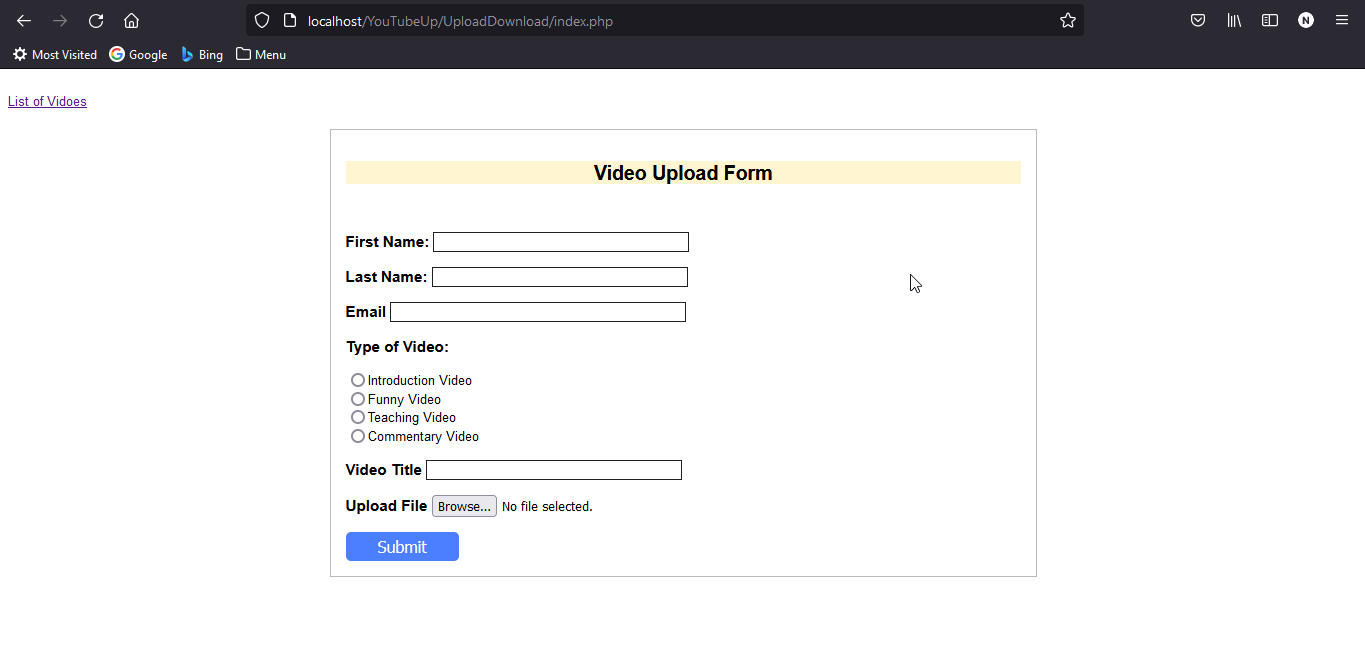 localhost/YouTubeUp/UploadDownload/index.php
N
Most Visited Google Bing Menu
List of Vidoes
Video Upload Form
First Name:
Last Name:
Email
Type of Video:
Introduction Video
Funny Video
Teaching Video
Commentary Video
Video Title
Upload File Browse... No file selected.
Submit